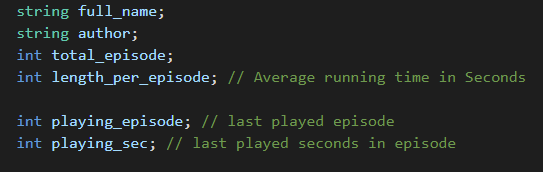 string full_name;
string author;
int total_episode;
int length_per_episode; // Average running time in Seconds
int playing_episode; // last played episode
int playing_sec; // last played seconds in episode